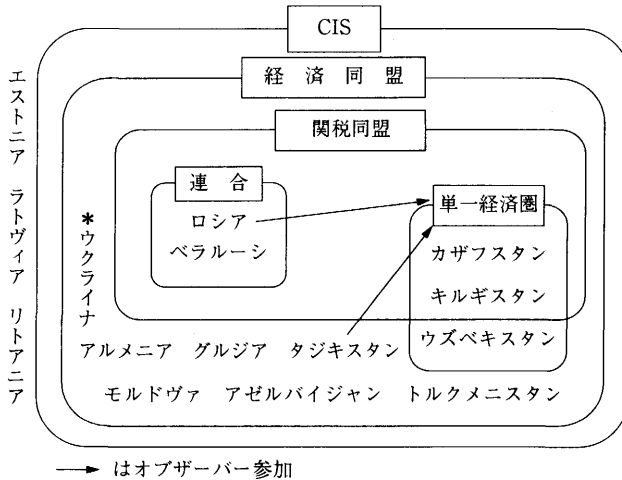 CIS
経済同盟
関税同盟
連合
ロシア
ベラルーシ
単一経済圏
カザフスタン
キルギスタン
ウズベキスタン
エストニア ラトヴィア リトアニア
*ウクライナ
アルメニア グルジア タジキスタン
モルドヴァ アゼルバイジャン トルクメニスタン
→ はオブザーバー参加